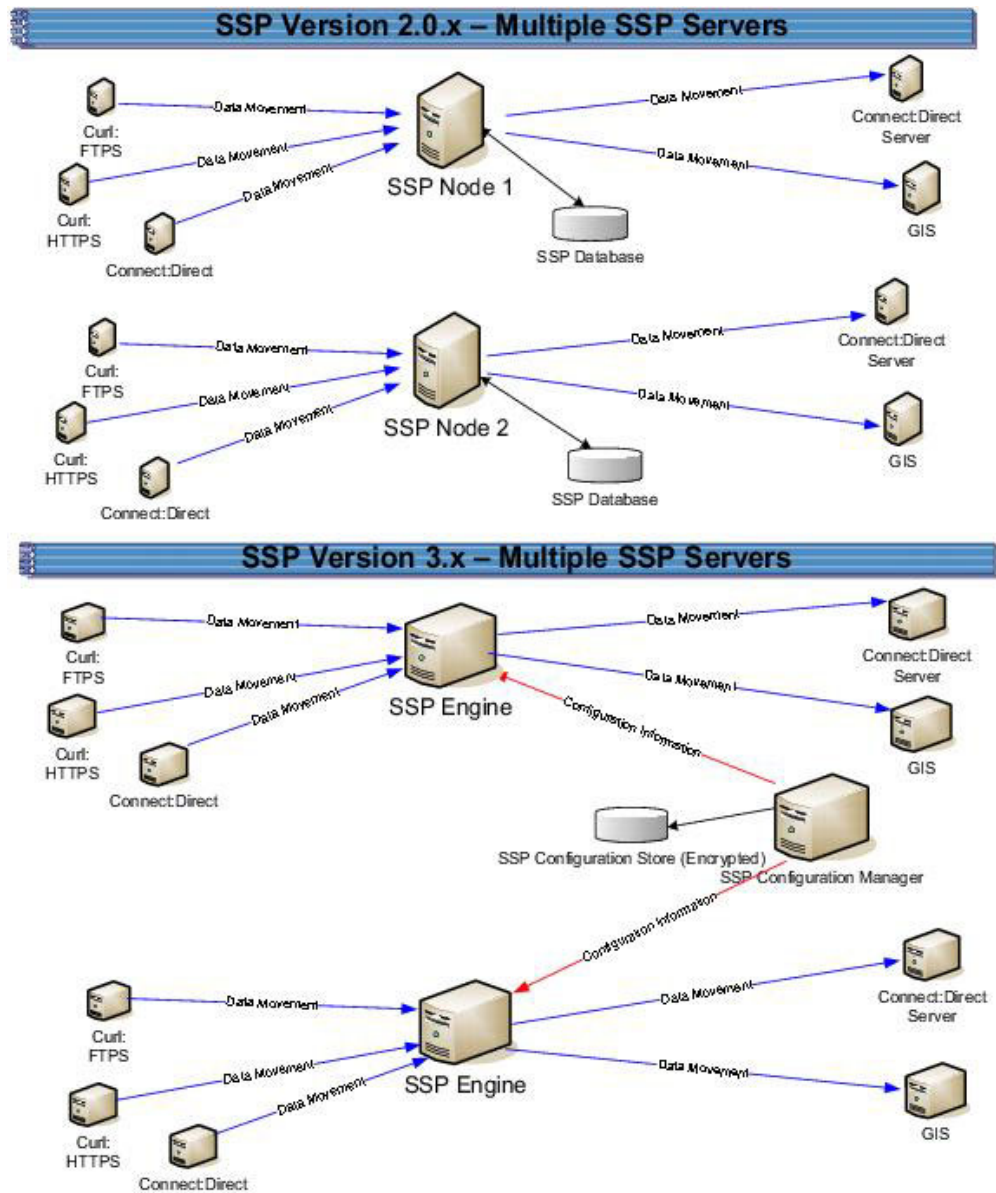 SSP Version 2.0.x – Multiple SSP Servers
Data Movement
Curl:
FTPS
Data Movement
Curl:
HTTPS
Data Movement
Connect:Direct
SSP Node 1
Data Movement
Connect:Direct
Server
Data Movement
GIS
SSP Database
Data Movement
Curl:
FTPS
Data Movement
Curl:
HTTPS
Data Movement
Connect:Direct
SSP Node 2
Data Movement
Connect:Direct
Server
Data Movement
GIS
SSP Database
SSP Version 3.x – Multiple SSP Servers
Data Movement
Curl:
FTPS
Data Movement
Curl:
HTTPS
Data Movement
Connect:Direct
SSP Engine
Data Movement
Connect:Direct
Server
Data Movement
GIS
Configuration Information
SSP Configuration Store (Encrypted)
SSP Configuration Manager
Configuration Information
Data Movement
Curl:
FTPS
Data Movement
Curl:
HTTPS
Data Movement
Connect:Direct
SSP Engine
Data Movement
Connect:Direct
Server
Data Movement
GIS